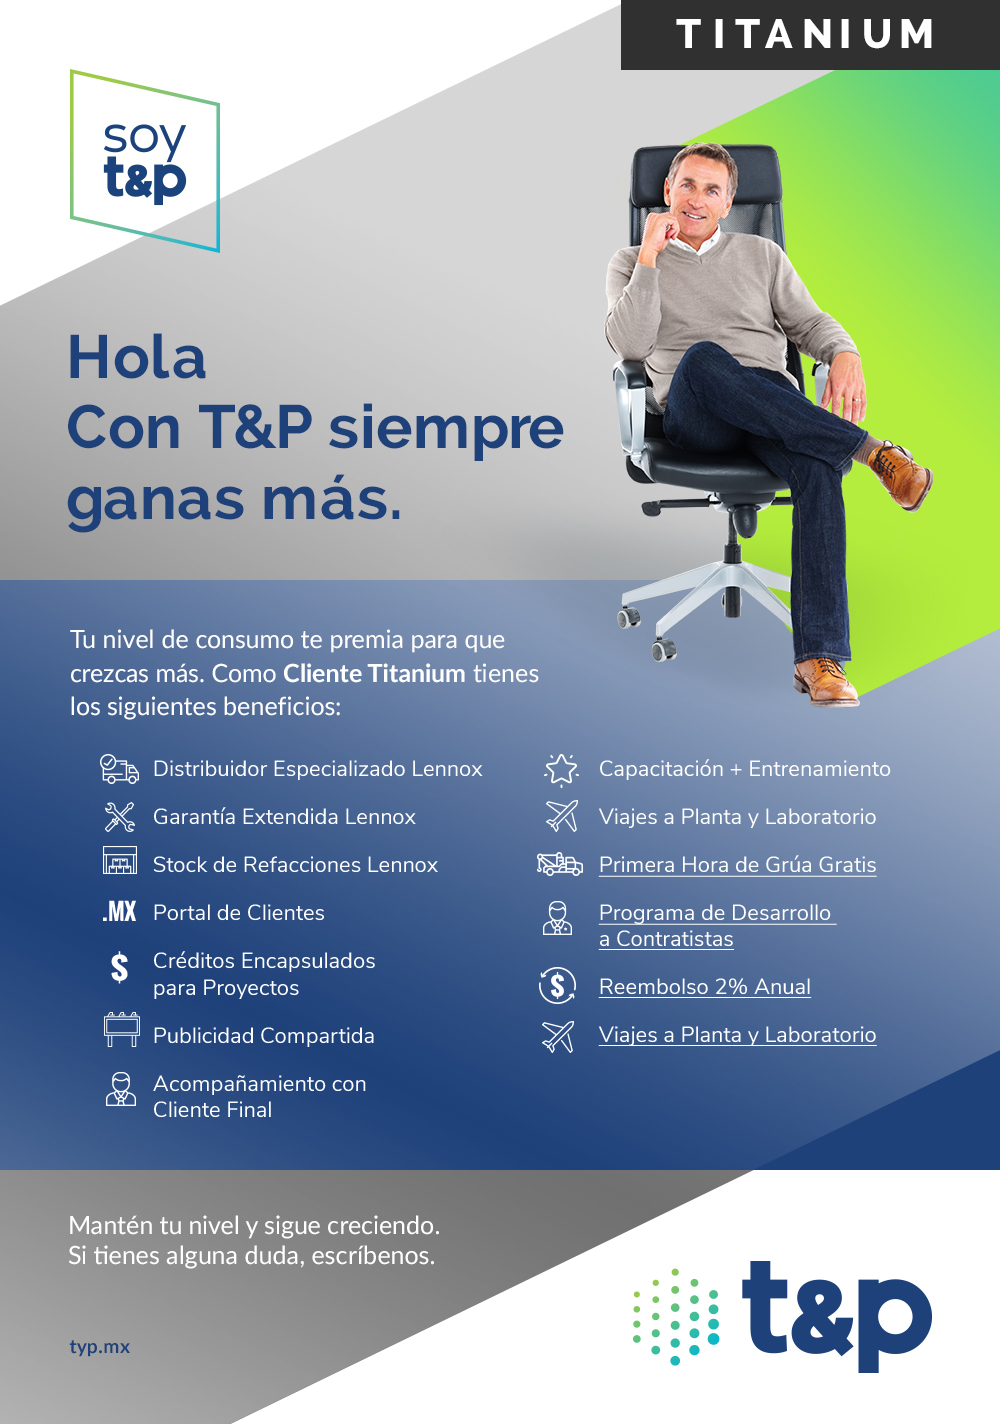 TITANIUM
soy
t&p
Hola
Con T&P siempre
ganas más.
Tu nivel de consumo te premia para que
crezcas más. Como Cliente Titanium tienes
los siguientes beneficios:
Distribuidor Especializado Lennox
Garantía Extendida Lennox
Stock de Refacciones Lennox
.MX Portal de Clientes
$ Créditos Encapsulados
para Proyectos
Publicidad Compartida
Acompañamiento con
Cliente Final
Capacitación + Entrenamiento
Viajes a Planta y Laboratorio
Primera Hora de Grúa Gratis
Programa de Desarrollo
a Contratistas
$ Reembolso 2% Anual
Viajes a Planta y Laboratorio
Mantén tu nivel y sigue creciendo.
Si tienes alguna duda, escríbenos.
typ.mx
t&p